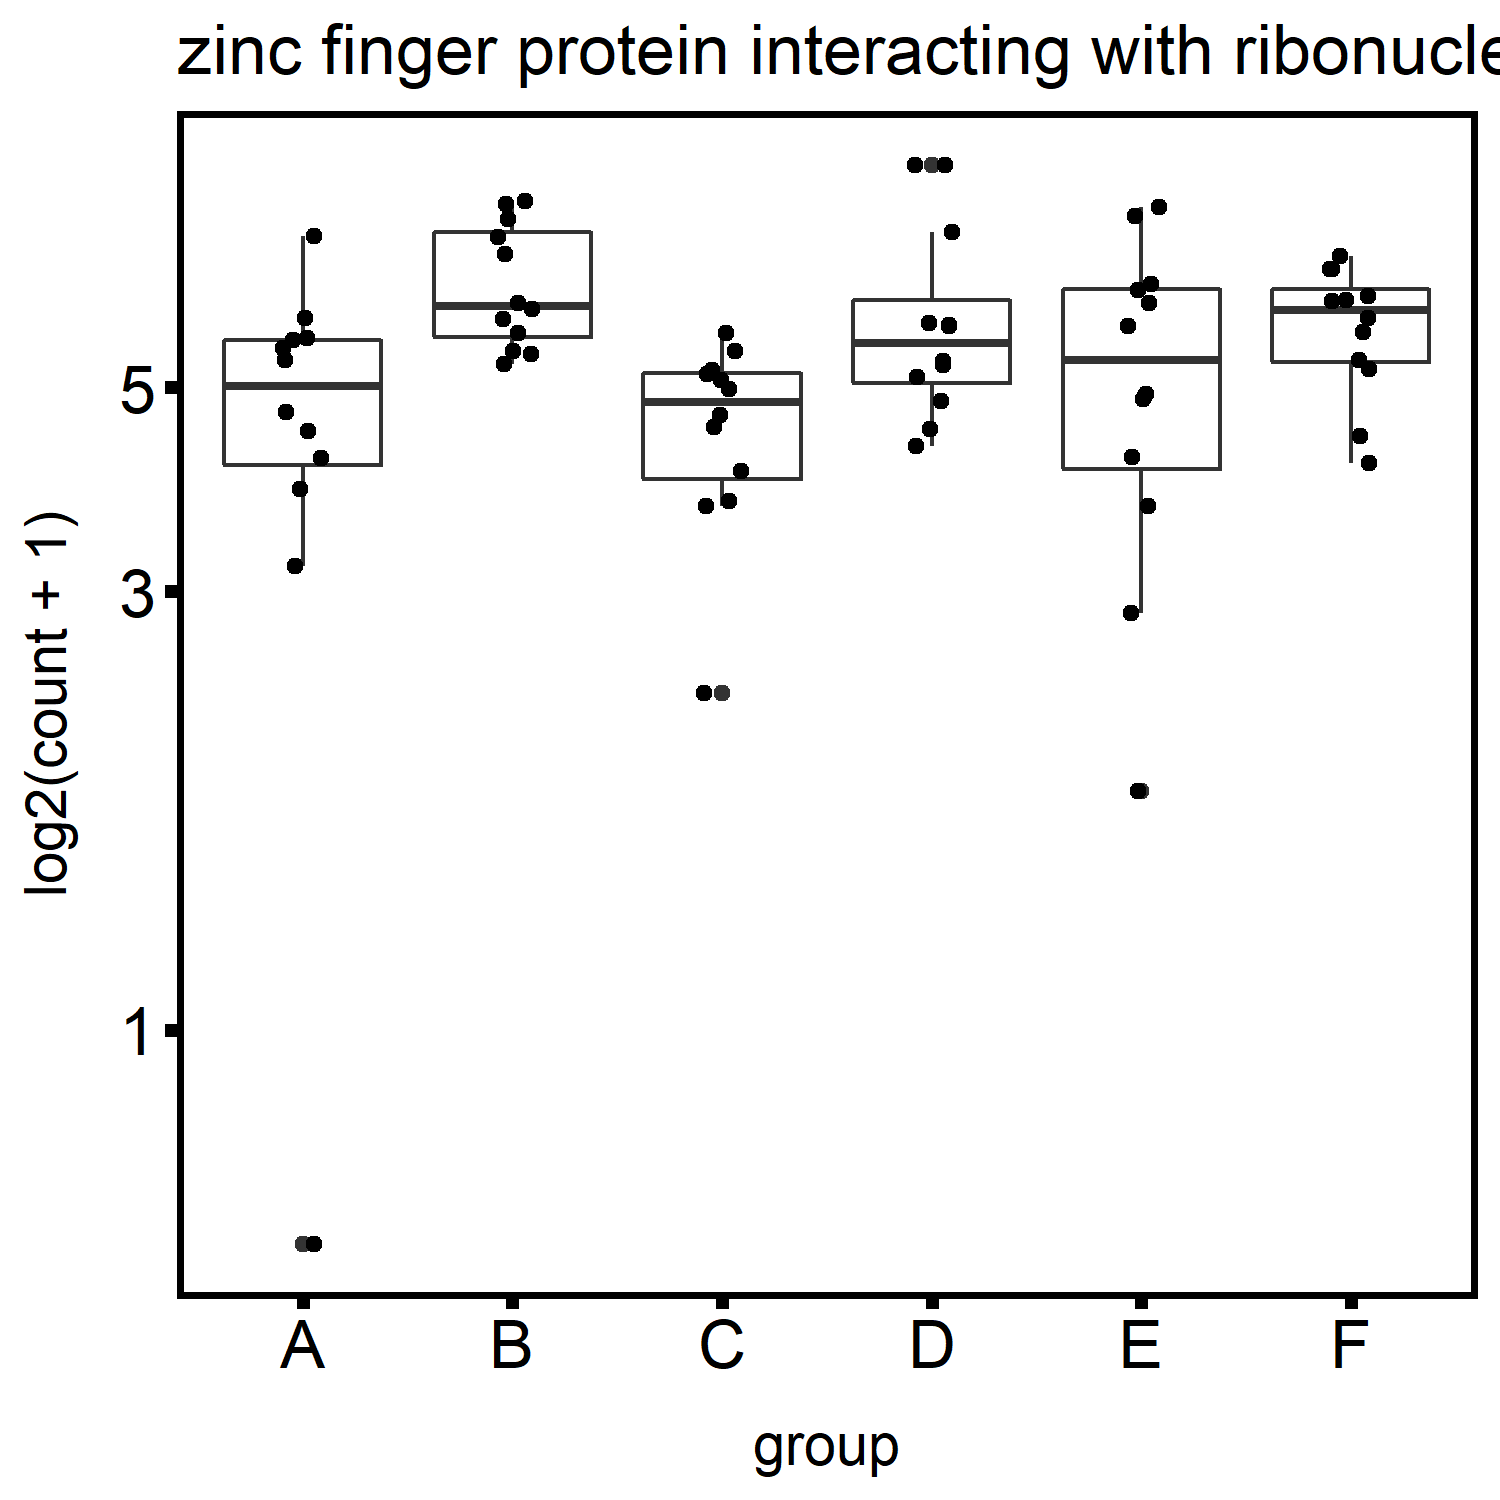 zinc finger protein interacting with ribonucle
log2(count + 1)
5
3
1
A B C D E F
group